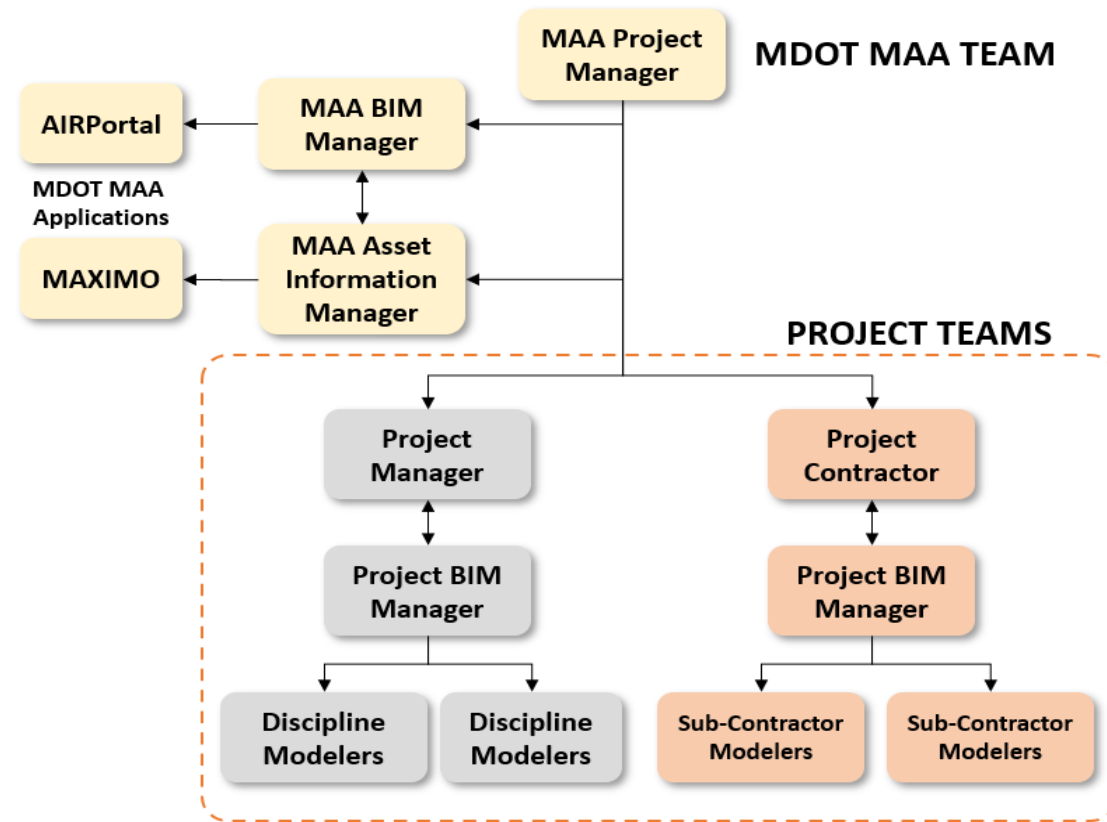 MAA Project
Manager
MDOT MAA TEAM
AIRPortal
MAA BIM
Manager
MDOT MAA
Applications
MAXIMO
MAA Asset
Information
Manager
PROJECT TEAMS
Project
Manager
Project
Contractor
Project BIM
Manager
Project BIM
Manager
Discipline
Modelers
Discipline
Modelers
Sub-Contractor
Modelers
Sub-Contractor
Modelers